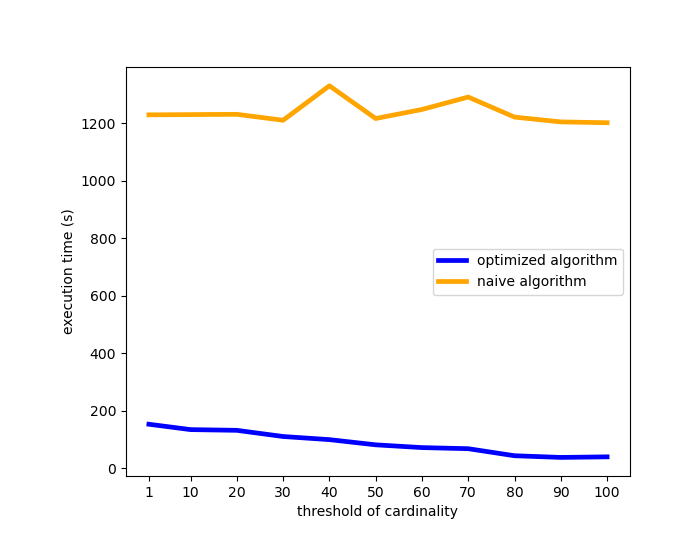 1200
1000
800
600
400
200
0
execution time (s)
optimized algorithm
naive algorithm
1 10 20 30 40 50 60 70 80 90 100
threshold of cardinality